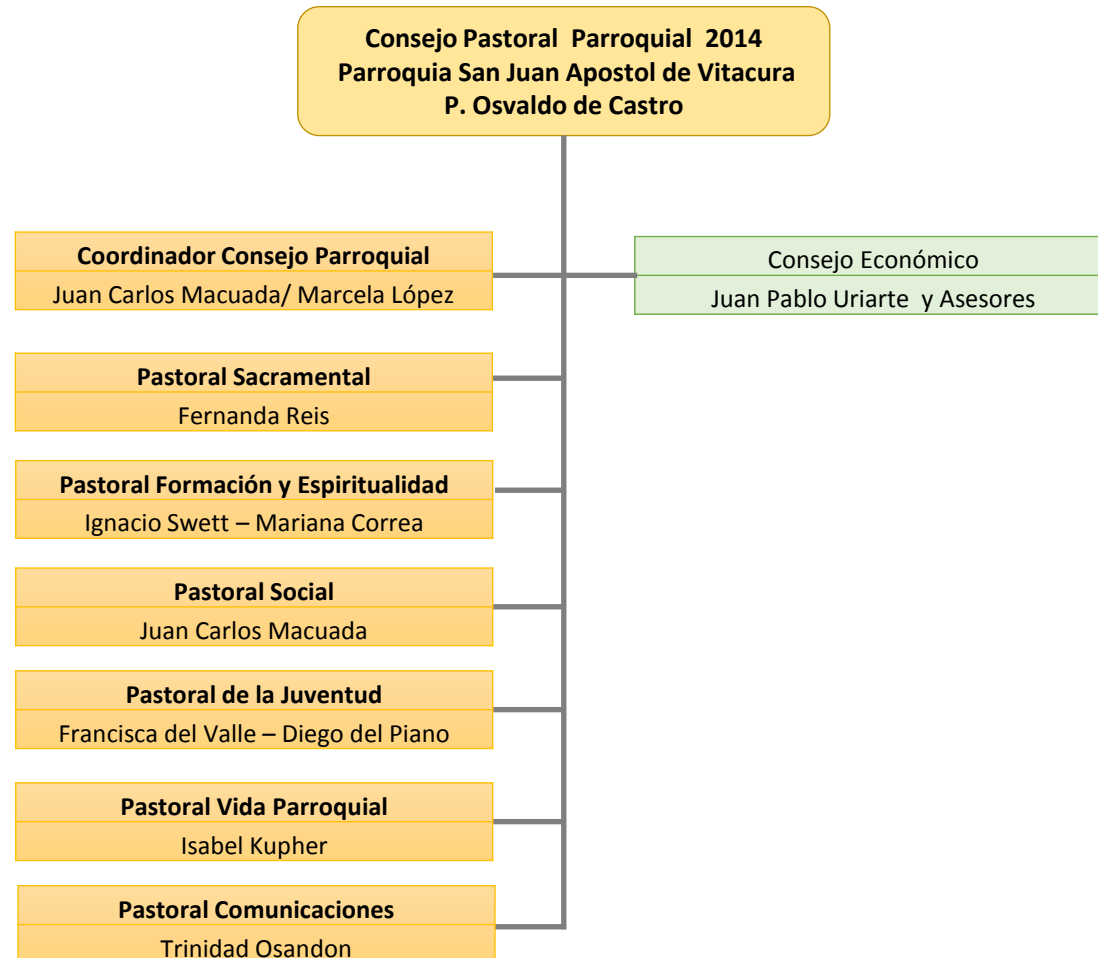 Consejo Pastoral Parroquial 2014
Parroquia San Juan Apostol de Vitacura
P. Osvaldo de Castro
Coordinador Consejo Parroquial
Juan Carlos Macuada/ Marcela López
Consejo Económico
Juan Pablo Uriarte y Asesores
Pastoral Sacramental
Fernanda Reis
Pastoral Formación y Espiritualidad
Ignacio Swett – Mariana Correa
Pastoral Social
Juan Carlos Macuada
Pastoral de la Juventud
Francisca del Valle – Diego del Piano
Pastoral Vida Parroquial
Isabel Kupher
Pastoral Comunicaciones
Trinidad Osandon